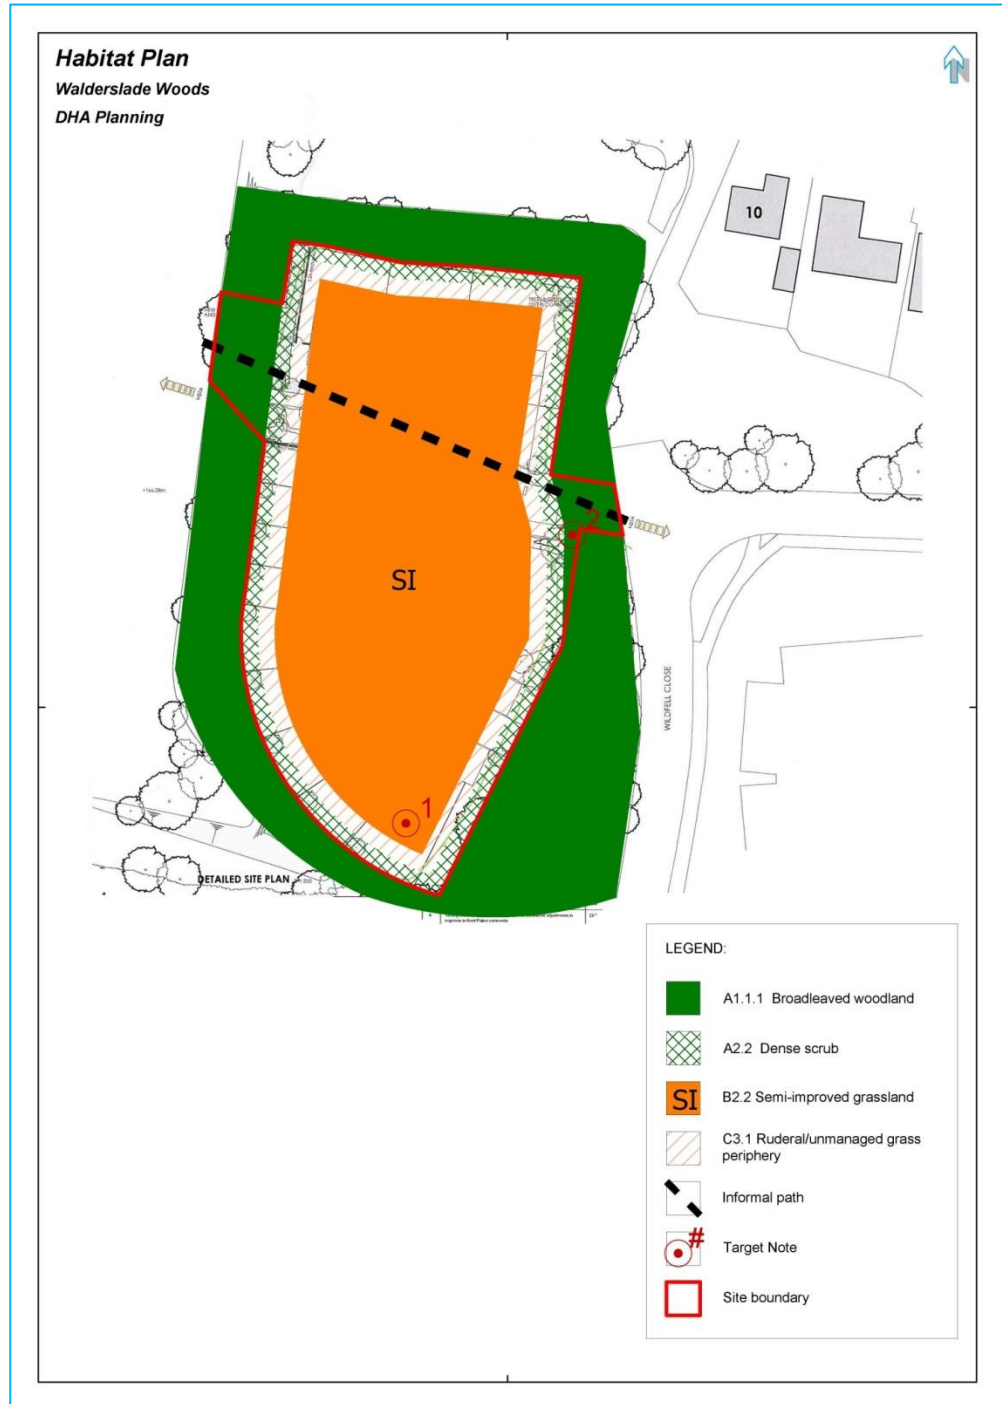 Habitat Plan
Walderslade Woods
DHA Planning
N
10
SI
2
1
WILDFELL CLOSE
DETAILED SITE PLAN
LEGEND:
A1.1.1 Broadleaved woodland
A2.2 Dense scrub
SI
B2.2 Semi-improved grassland
C3.1 Ruderal/unmanaged grass
periphery
Informal path
#
Target Note
Site boundary